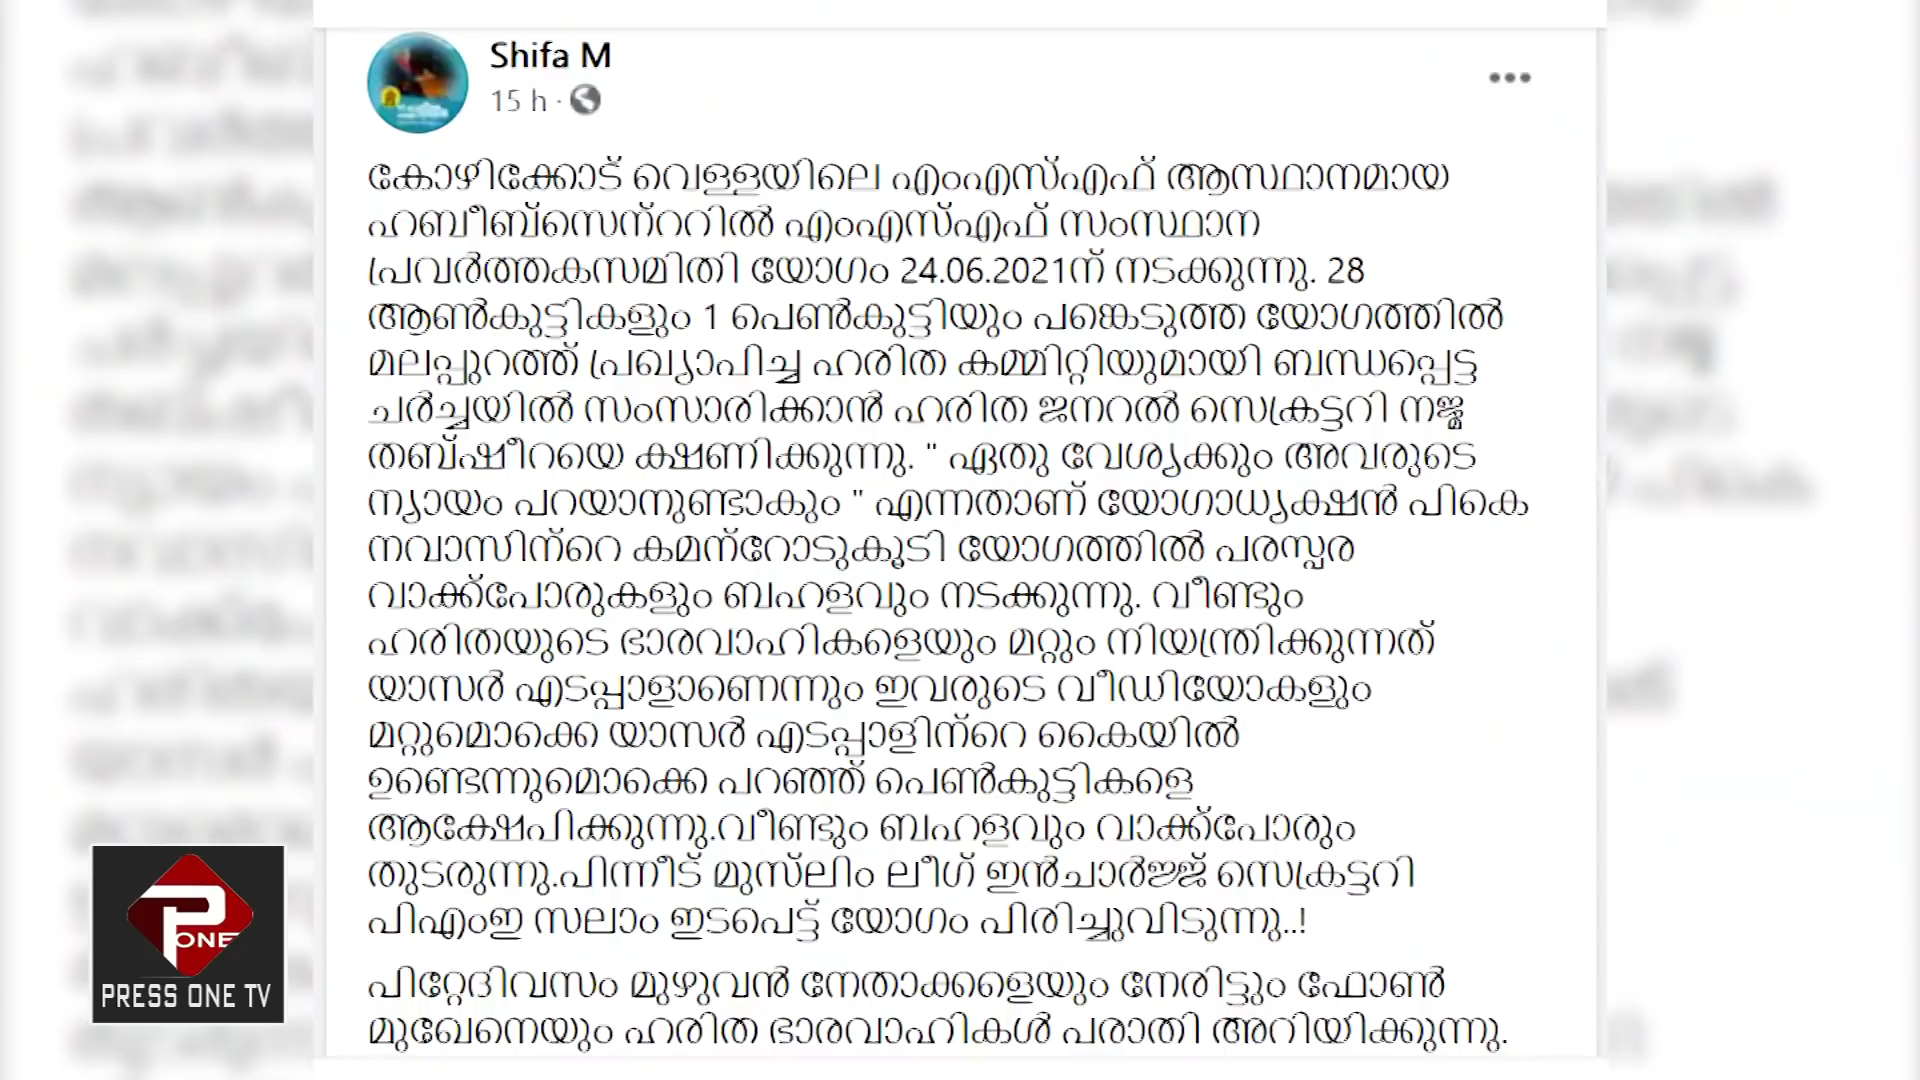 Shifa M
15 h ·
കോഴിക്കോട് വെള്ളയിലെ എംഎസ്എഫ് ആസ്ഥാനമായ
ഹബീബ്സെന്ററിൽ എംഎസ്എഫ് സംസ്ഥാന
പ്രവർത്തകസമിതി യോഗം 24.06.2021ന് നടക്കുന്നു. 28
ആൺകുട്ടികളും 1 പെൺകുട്ടിയും പങ്കെടുത്ത യോഗത്തിൽ
മലപ്പുറത്ത് പ്രഖ്യാപിച്ച ഹരിത കമ്മിറ്റിയുമായി ബന്ധപ്പെട്ട
ചർച്ചയിൽ സംസാരിക്കാൻ ഹരിത ജനറൽ സെക്രട്ടറി നജ്മ
തബ്ഷീറയെ ക്ഷണിക്കുന്നു. " ഏതു വേശ്യക്കും അവരുടെ
ന്യായം പറയാനുണ്ടാകും " എന്നതാണ് യോഗാധ്യക്ഷൻ പികെ
നവാസിന്റെ കമന്റോടുകൂടി യോഗത്തിൽ പരസ്പര
വാക്ക്പോരുകളും ബഹളവും നടക്കുന്നു. വീണ്ടും
ഹരിതയുടെ ഭാരവാഹികളെയും മറ്റും നിയന്ത്രിക്കുന്നത്
യാസർ എടപ്പാളാണെന്നും ഇവരുടെ വീഡിയോകളും
മറ്റുമൊക്കെ യാസർ എടപ്പാളിന്റെ കൈയിൽ
ഉണ്ടെന്നുമൊക്കെ പറഞ്ഞ് പെൺകുട്ടികളെ
ആക്ഷേപിക്കുന്നു.വീണ്ടും ബഹളവും വാക്ക്പോരും
തുടരുന്നു.പിന്നീട് മുസ്‌ലിം ലീഗ് ഇൻചാർജ്ജ് സെക്രട്ടറി
പിഎംഇ സലാം ഇടപെട്ട് യോഗം പിരിച്ചുവിടുന്നു..!
പിറ്റേദിവസം മുഴുവൻ നേതാക്കളെയും നേരിട്ടും ഫോൺ
മുഖേനെയും ഹരിത ഭാരവാഹികൾ പരാതി അറിയിക്കുന്നു.
P ONE
PRESS ONE TV